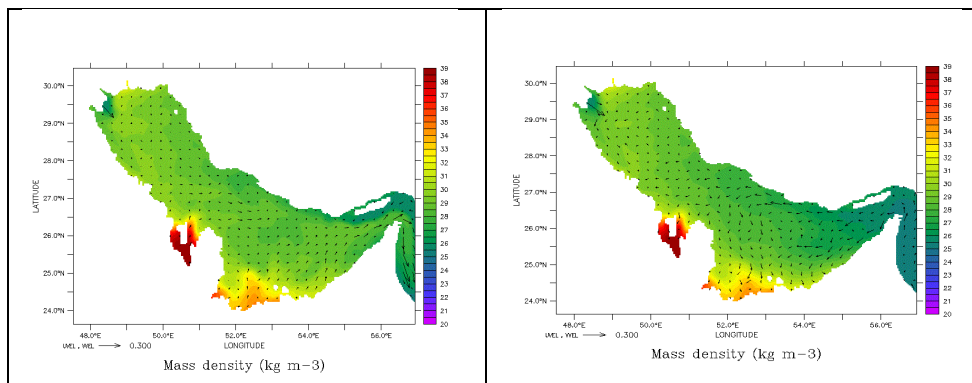 30.0°N
29.0°N
28.0°N
27.0°N
26.0°N
25.0°N
24.0°N
LATITUDE
48.0°E 50.0°E 52.0°E 54.0°E 56.0°E
LONGITUDE
0.300
Mass density (kg m-3)
39
38
37
36
35
34
33
32
31
30
29
28
27
26
25
24
23
22
21
20
30.0°N
29.0°N
28.0°N
27.0°N
26.0°N
25.0°N
24.0°N
LATITUDE
48.0°E 50.0°E 52.0°E 54.0°E 56.0°E
LONGITUDE
0.300
Mass density (kg m-3)
39
38
37
36
35
34
33
32
31
30
29
28
27
26
25
24
23
22
21
20